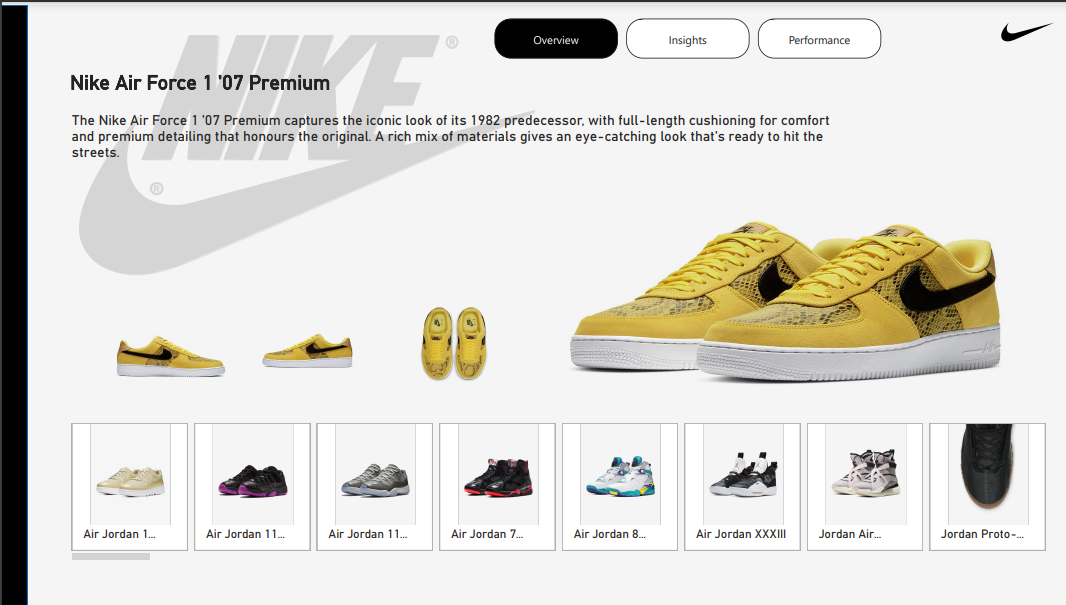 Overview
Insights
Performance
NIKE ®
Nike Air Force 1 '07 Premium
The Nike Air Force 1 '07 Premium captures the iconic look of its 1982 predecessor, with full-length cushioning for comfort
and premium detailing that honours the original. A rich mix of materials gives an eye-catching look that's ready to hit the
streets.
®
Air Jordan 1...
Air Jordan 11...
Air Jordan 11...
Air Jordan 7...
Air Jordan 8...
Air Jordan XXXIII
Jordan Air...
Jordan Proto-...